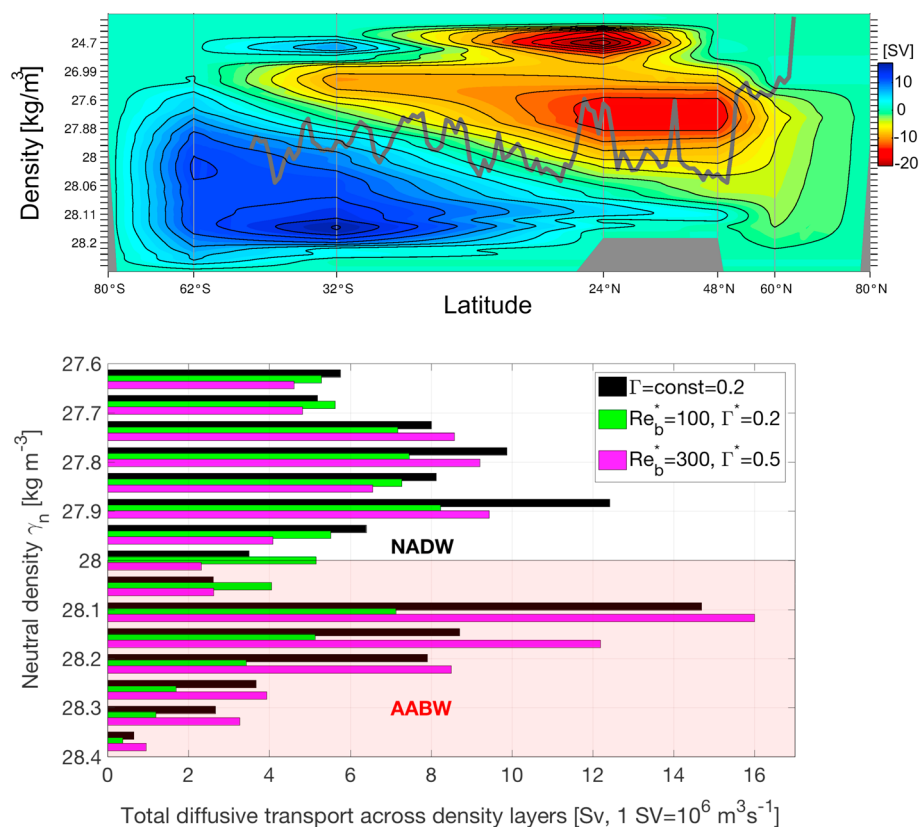 [SV]
24.7
26.99
27.6
27.88
28
28.06
28.11
28.2
Density [kg/m³]
10
0
-10
-20
80°S
62°S
32°S
24°N
48°N
60°N
80°N
Latitude
27.6
27.7
27.8
27.9
28
28.1
28.2
28.3
28.4
Neutral density γn [kg m-3]
Γ=const=0.2
Re*b=100, Γ*=0.2
Re*b=300, Γ*=0.5
NADW
AABW
0 2 4 6 8 10 12 14 16
Total diffusive transport across density layers [Sv, 1 SV=10⁶ m³s⁻¹]